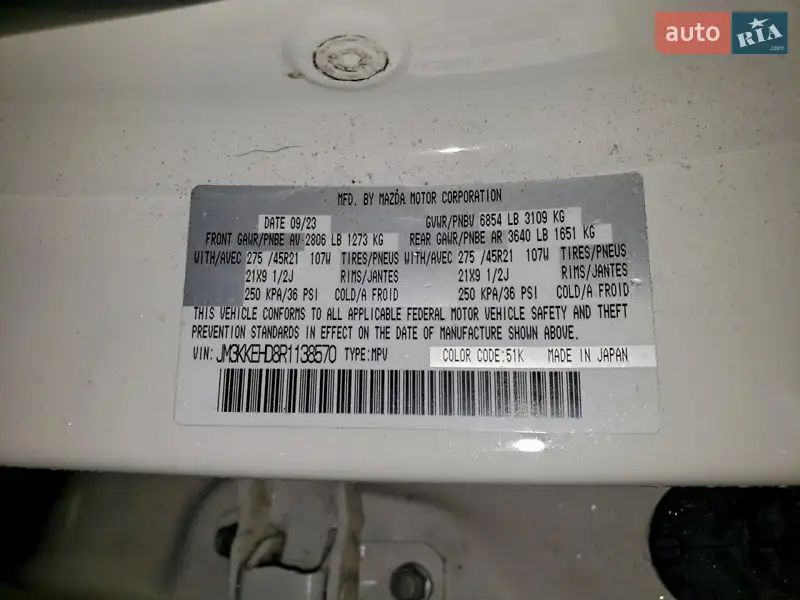 auto RIA.com
MFD. BY MAZDA MOTOR CORPORATION
DATE 09/23 GVWR/PNBV 6854 LB 3109 KG
FRONT GAWR/PNBE AV 2806 LB 1273 KG REAR GAWR/PNBE AR 3640 LB 1651 KG
WITH/AVEC 275 /45R21 107W TIRES/PNEUS WITH/AVEC 275 /45R21 107W TIRES/PNEUS
21X9 1/2J RIMS/JANTES 21X9 1/2J RIMS/JANTES
250 KPA/36 PSI COLD/A FROID 250 KPA/36 PSI COLD/A FROID
THIS VEHICLE CONFORMS TO ALL APPLICABLE FEDERAL MOTOR VEHICLE SAFETY AND THEFT
PREVENTION STANDARDS IN EFFECT ON THE DATE OF MANUFACTURE SHOWN ABOVE.
VIN: JM3KKEHD8R1138570 TYPE:MPV COLOR CODE:51K MADE IN JAPAN